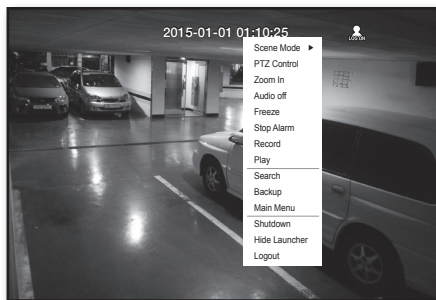 2015-01-01 01:10:25
LOG ON
Scene Mode
PTZ Control
Zoom In
Audio off
Freeze
Stop Alarm
Record
Play
Search
Backup
Main Menu
Shutdown
Hide Launcher
Logout